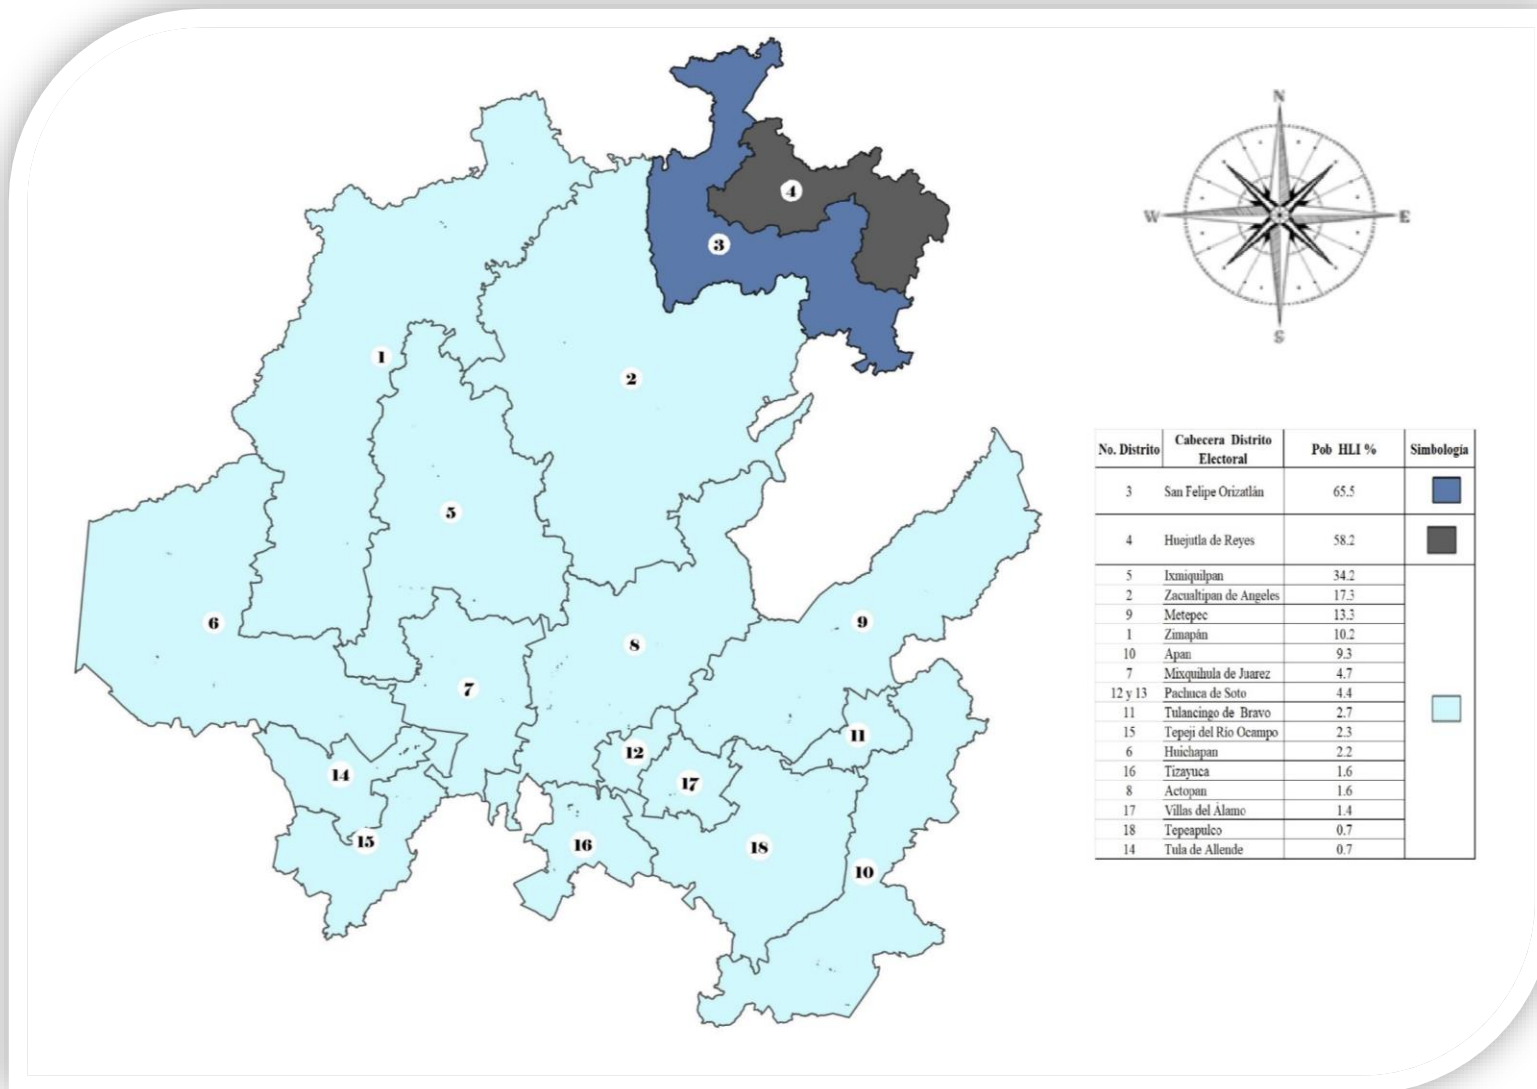 N
W
E
S
4
3
1
2
5
6
9
8
7
11
12
14
17
15
16
18
10
No. Distrito Cabecera Distrito Electoral Pob HLI % Simbología
3 San Felipe Orizatlán 65.5
4 Huejutla de Reyes 58.2
5 Ixmiquilpan 34.2
2 Zacualtipan de Angeles 17.3
9 Metepec 13.3
1 Zimapán 10.2
10 Apan 9.3
7 Mixquihula de Juarez 4.7
12 y 13 Pachuca de Soto 4.4
11 Tulancingo de Bravo 2.7
15 Tepeji del Río Ocampo 2.3
6 Huichapan 2.2
16 Tizayuca 1.6
8 Actopan 1.6
17 Villas del Álamo 1.4
18 Tepeapulco 0.7
14 Tula de Allende 0.7